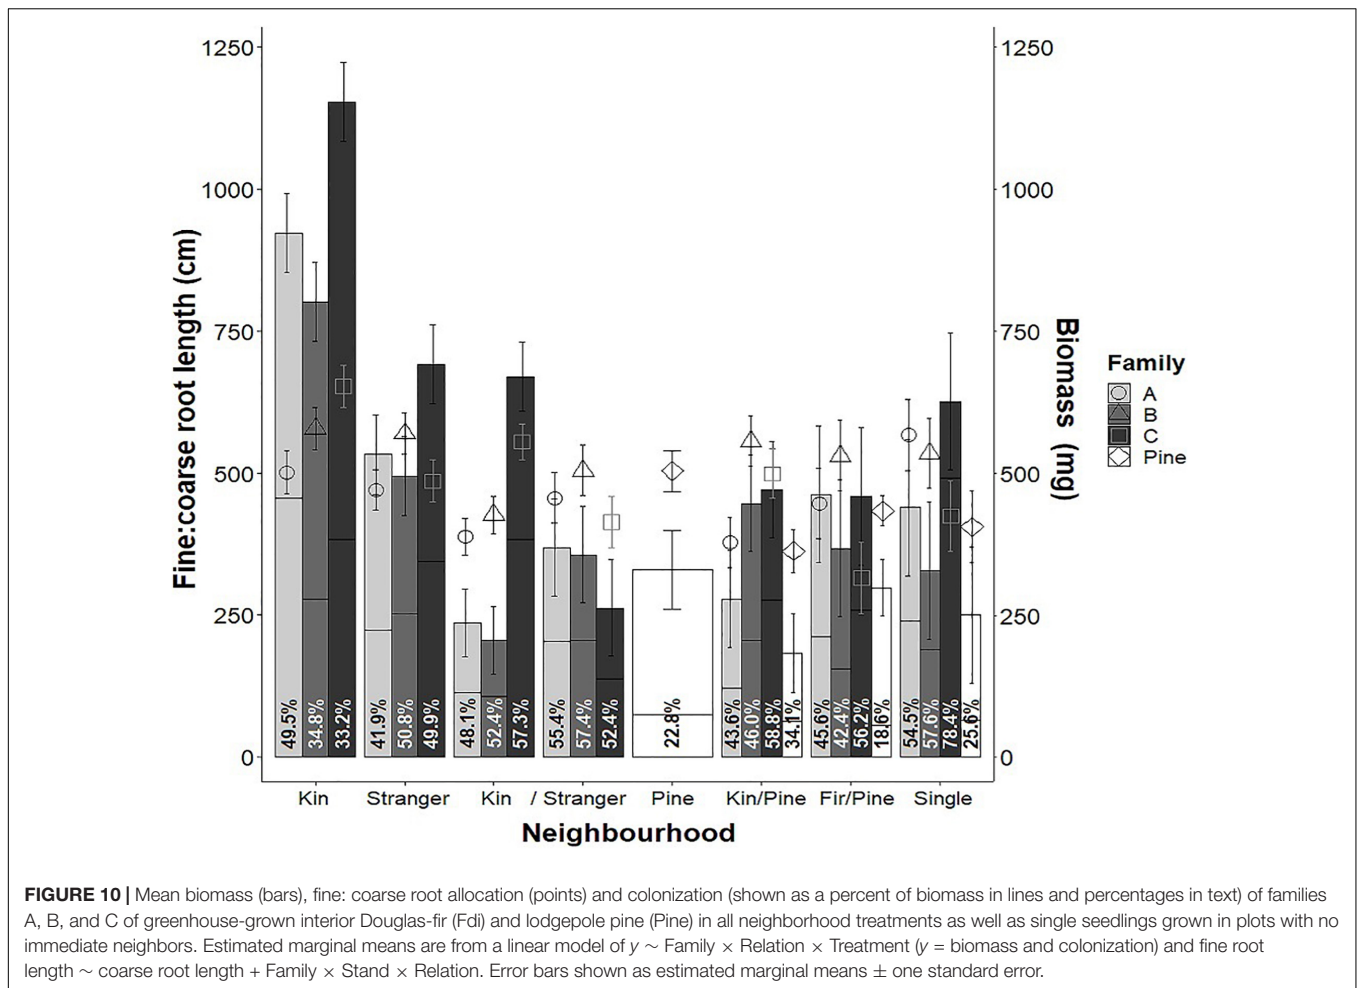 1250
1000
750
500
250
0
Fine:coarse root length (cm)
1250
1000
750
500
250
0
Biomass (mg)
49.5% 34.8% 33.2% 41.9% 50.8% 49.9% 48.1% 52.4% 57.3% 55.4% 57.4% 52.4% 22.8% 43.6% 46.0% 58.8% 34.1% 45.6% 42.4% 56.2% 18.6% 54.5% 57.6% 78.4% 25.6%
Kin Stranger Kin / Stranger Pine Kin/Pine Fir/Pine Single
Neighbourhood
Family
A
B
C
Pine
FIGURE 10 | Mean biomass (bars), fine: coarse root allocation (points) and colonization (shown as a percent of biomass in lines and percentages in text) of families
A, B, and C of greenhouse-grown interior Douglas-fir (Fdi) and lodgepole pine (Pine) in all neighborhood treatments as well as single seedlings grown in plots with no
immediate neighbors. Estimated marginal means are from a linear model of y ~ Family × Relation × Treatment (y = biomass and colonization) and fine root
length ~ coarse root length + Family × Stand × Relation. Error bars shown as estimated marginal means ± one standard error.